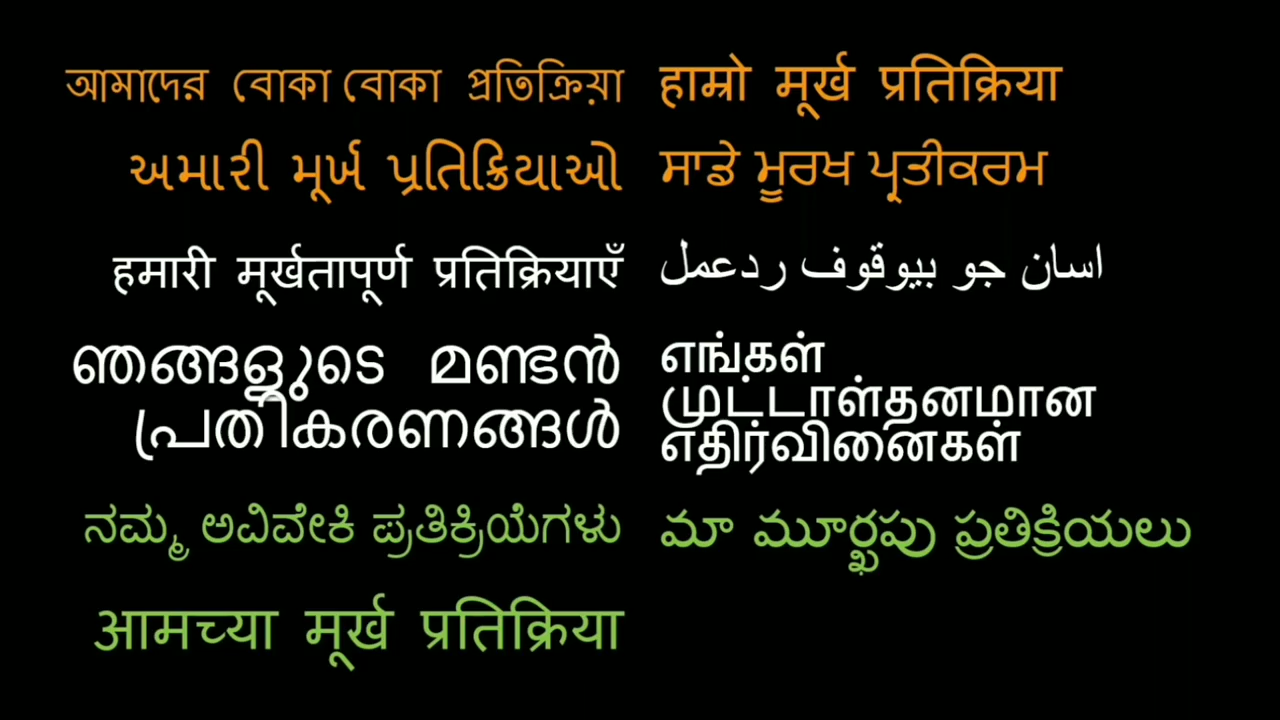 আমাদের বোকা বোকা প্রতিক্রিয়া
हाम्रो मूर्ख प्रतिक्रिया
અમારી મૂર્ખ પ્રતિક્રિયાઓ
ਸਾਡੇ ਮੂਰਖ ਪ੍ਰਤੀਕਰਮ
हमारी मूर्खतापूर्ण प्रतिक्रियाएँ
اسان جو بيوقوف ردعمل
ഞങ്ങളുടെ മണ്ടൻ
പ്രതികരണങ്ങൾ
எங்கள்
முட்டாள்தனமான
எதிர்வினைகள்
ನಮ್ಮ ಅವಿವೇಕಿ ಪ್ರತಿಕ್ರಿಯೆಗಳು
మా మూర్ఖపు ప్రతిక్రియలు
आमच्या मूर्ख प्रतिक्रिया